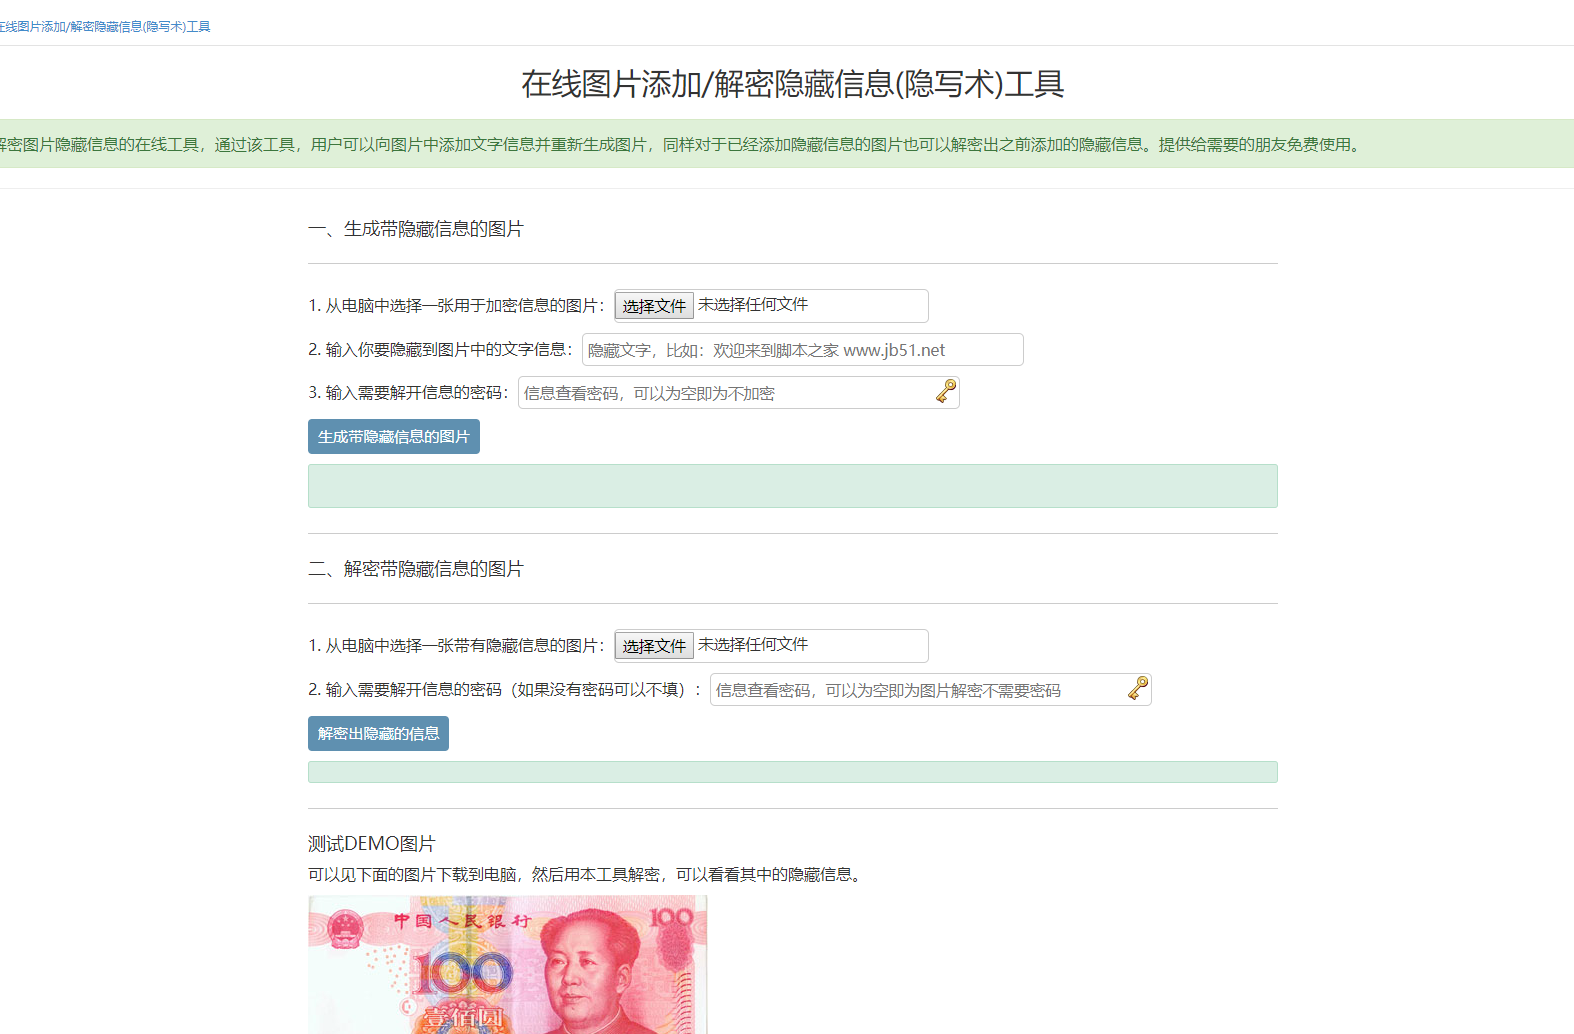 在线图片添加/解密隐藏信息(隐写术)工具
在线图片添加/解密隐藏信息(隐写术)工具
解密图片隐藏信息的在线工具，通过该工具，用户可以向图片中添加文字信息并重新生成图片，同样对于已经添加隐藏信息的图片也可以解密出之前添加的隐藏信息。提供给需要的朋友免费使用。
一、生成带隐藏信息的图片
1. 从电脑中选择一张用于加密信息的图片： 选择文件 未选择任何文件
2. 输入你要隐藏到图片中的文字信息： 隐藏文字，比如：欢迎来到脚本之家 www.jb51.net
3. 输入需要解开信息的密码： 信息查看密码，可以为空即为不加密
生成带隐藏信息的图片
二、解密带隐藏信息的图片
1. 从电脑中选择一张带有隐藏信息的图片： 选择文件 未选择任何文件
2. 输入需要解开信息的密码（如果没有密码可以不填）： 信息查看密码，可以为空即为图片解密不需要密码
解密出隐藏的信息
测试DEMO图片
可以见下面的图片下载到电脑，然后用本工具解密，可以看看其中的隐藏信息。
中国人民银行 100
100
壹佰圆